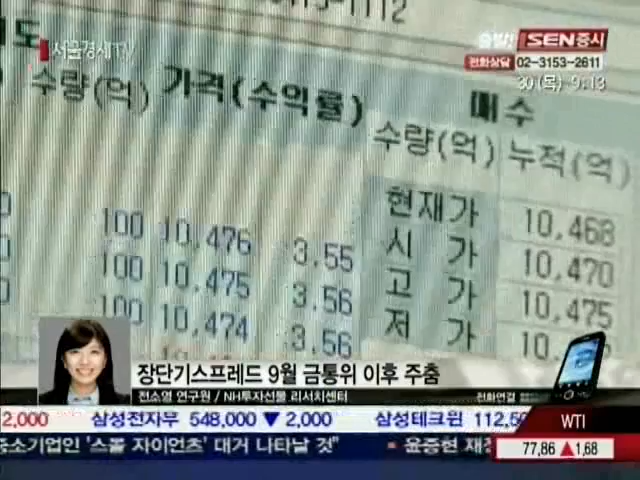 서울경제TV
출발! SEN증시
전화상담 02-3153-2611
30(목) 9:13
수량(억) 가격(수익률) 매수
수량(억) 누적(억)
현재가 10,468
100 10,476 3.55 시 가 10,470
100 10,475 3.56 고 가 10,475
100 10,474 3.56 저 가
장단기스프레드 9월 금통위 이후 주춤
전소영 연구원 / NH투자선물 리서치센터 전화연결
2,000 삼성전자우 548,000 ▼ 2,000 삼성테크윈
WTI
77,86 ▲ 1,68
중소기업인 '스몰 자이언츠' 대거 나타날 것" • 윤증현